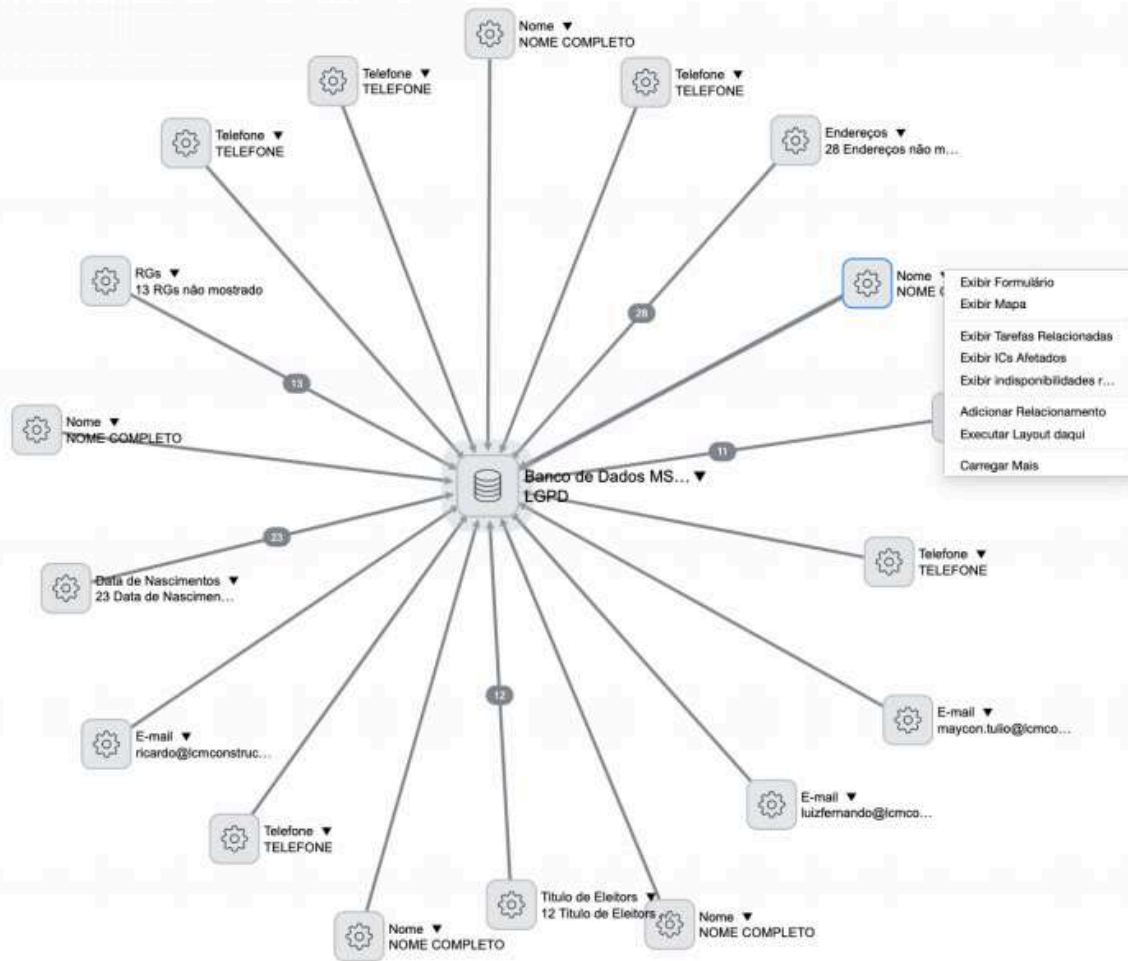 Nome ▼
NOME COMPLETO
Telefone ▼
TELEFONE
Telefone ▼
TELEFONE
Telefone ▼
TELEFONE
Endereços ▼
28 Endereços não m...
RGs ▼
13 RGs não mostrado
Nome
NOME
Exibir Formulário
Exibir Mapa
Exibir Tarefas Relacionadas
Exibir ICs Afetados
Exibir indisponibilidades r...
Adicionar Relacionamento
Executar Layout daqui
Carregar Mais
28
13
Nome ▼
NOME COMPLETO
11
Banco de Dados MS... ▼
LGPD
23
Telefone ▼
TELEFONE
Data de Nascimentos ▼
23 Data de Nascimen...
12
E-mail ▼
maycon.tulio@lcmco...
E-mail ▼
ricardo@lcmconstruc...
E-mail ▼
luizfernando@lcmco...
Telefone ▼
TELEFONE
Titulo de Eleitors ▼
12 Titulo de Eleitors
Nome ▼
NOME COMPLETO
Nome ▼
NOME COMPLETO